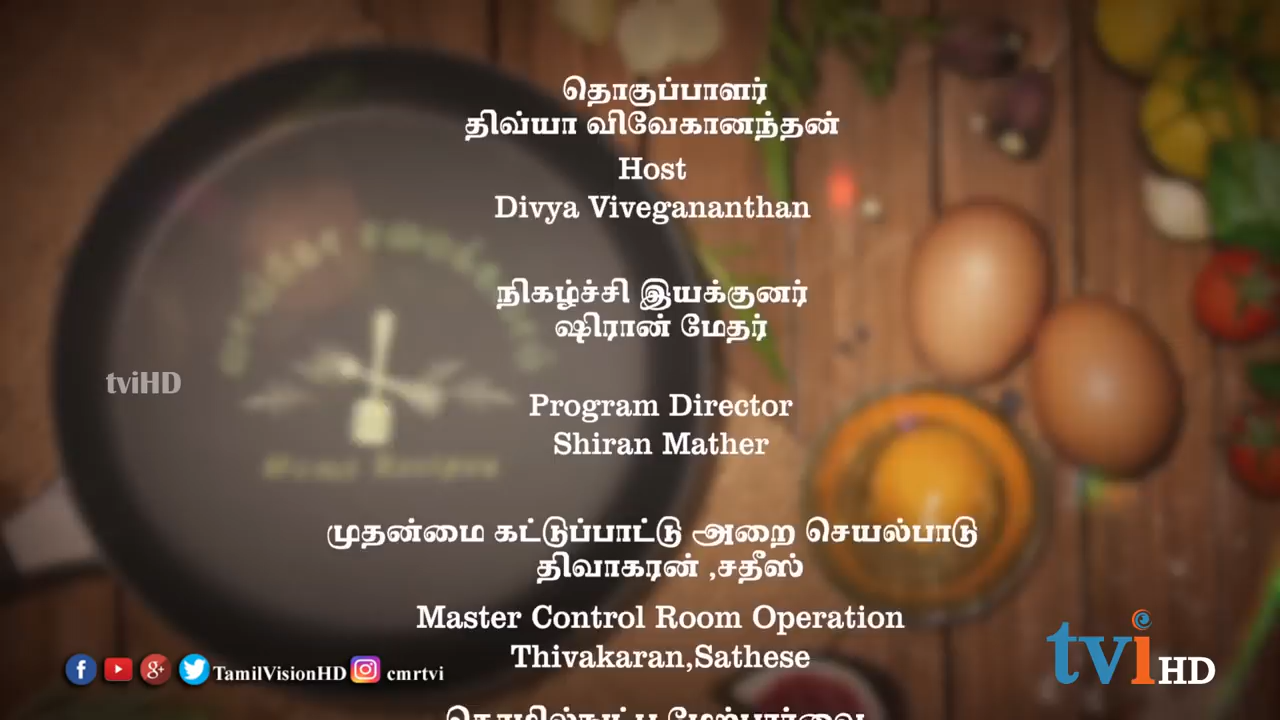 தொகுப்பாளர்
திவ்யா விவேகானந்தன்
Host
Divya Vivegananthan
நிகழ்ச்சி இயக்குனர்
ஷிரான் மேதர்
Program Director
Shiran Mather
tviHD
முதன்மை கட்டுப்பாட்டு அறை செயல்பாடு
திவாகரன் ,சதீஸ்
Master Control Room Operation
Thivakaran,Sathese
TamilVisionHD cmrtvi
tvi HD